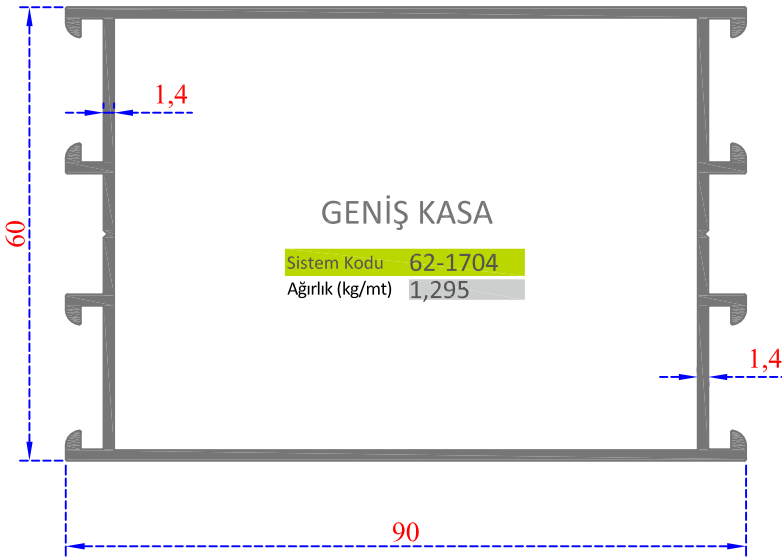 1,4
60
GENİŞ KASA
Sistem Kodu 62-1704
Ağırlık (kg/mt) 1,295
1,4
90